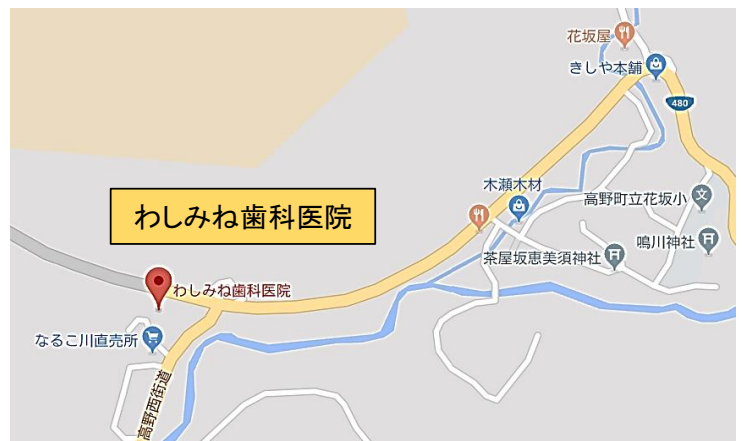 花坂屋
きしや本舗
480
木瀬木材
高野町立花坂小
文
わしみね歯科医院
鳴川神社
茶屋坂恵美須神社
わしみね歯科医院
なるこ川直売所
高野西街道